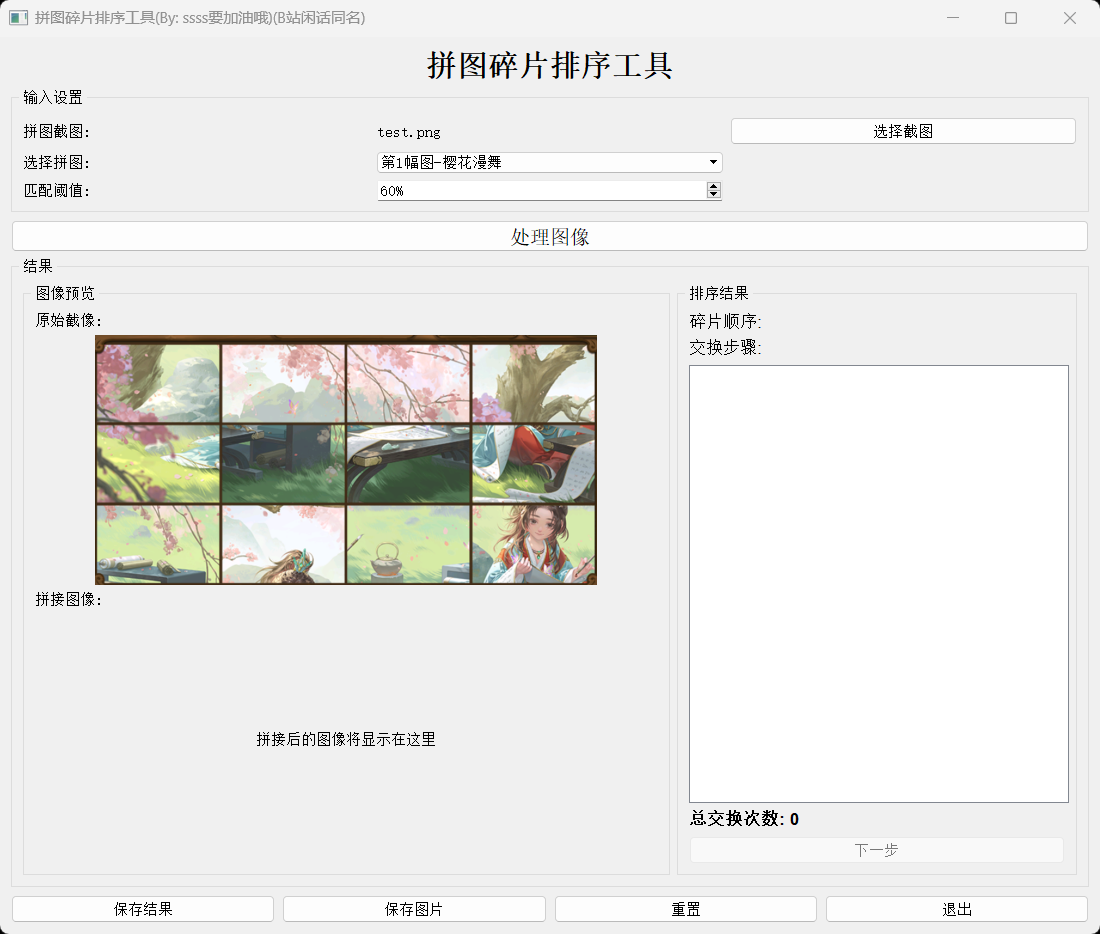 拼图碎片排序工具(By: ssss要加油哦)(B站闲话同名)
拼图碎片排序工具
输入设置
拼图截图:
test.png
选择截图
选择拼图:
第1幅图-樱花漫舞
匹配阈值:
60%
处理图像
结果
图像预览
原始截像:
拼接图像:
拼接后的图像将显示在这里
排序结果
碎片顺序:
交换步骤:
总交换次数: 0
下一步
保存结果
保存图片
重置
退出